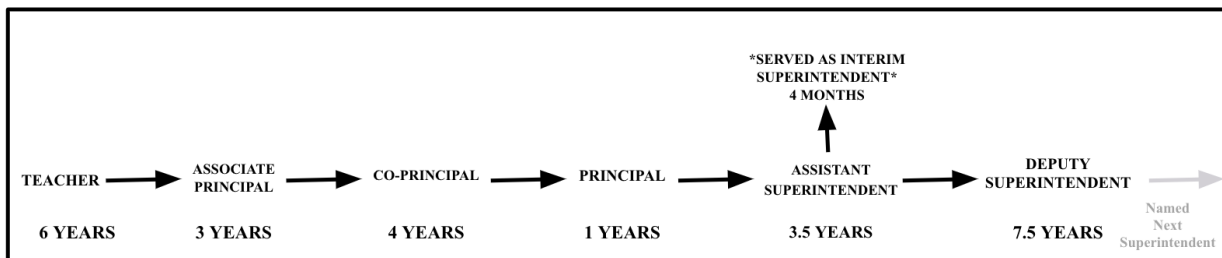 *SERVED AS INTERIM
SUPERINTENDENT*
4 MONTHS
TEACHER
ASSOCIATE
PRINCIPAL
CO-PRINCIPAL
PRINCIPAL
ASSISTANT
SUPERINTENDENT
DEPUTY
SUPERINTENDENT
6 YEARS
3 YEARS
4 YEARS
1 YEARS
3.5 YEARS
7.5 YEARS
Named
Next
Superintendent